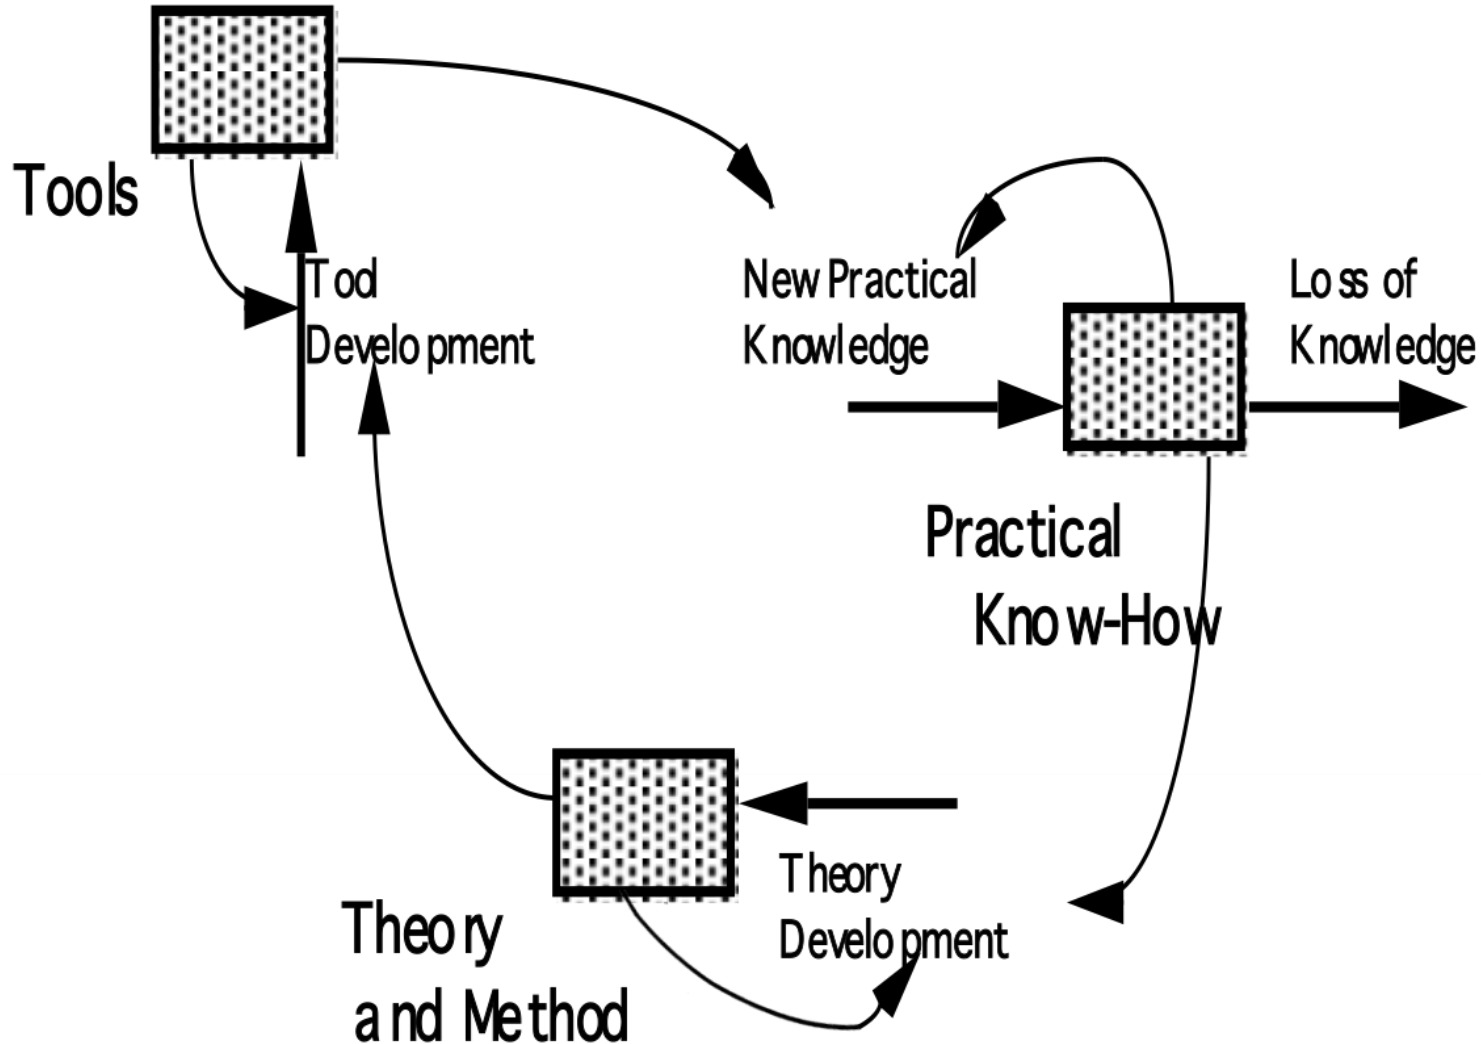 Tools
Tod
Development
New Practical
Knowledge
Loss of
Knowledge
Practical
Know-How
Theory
Development
Theory
and Method